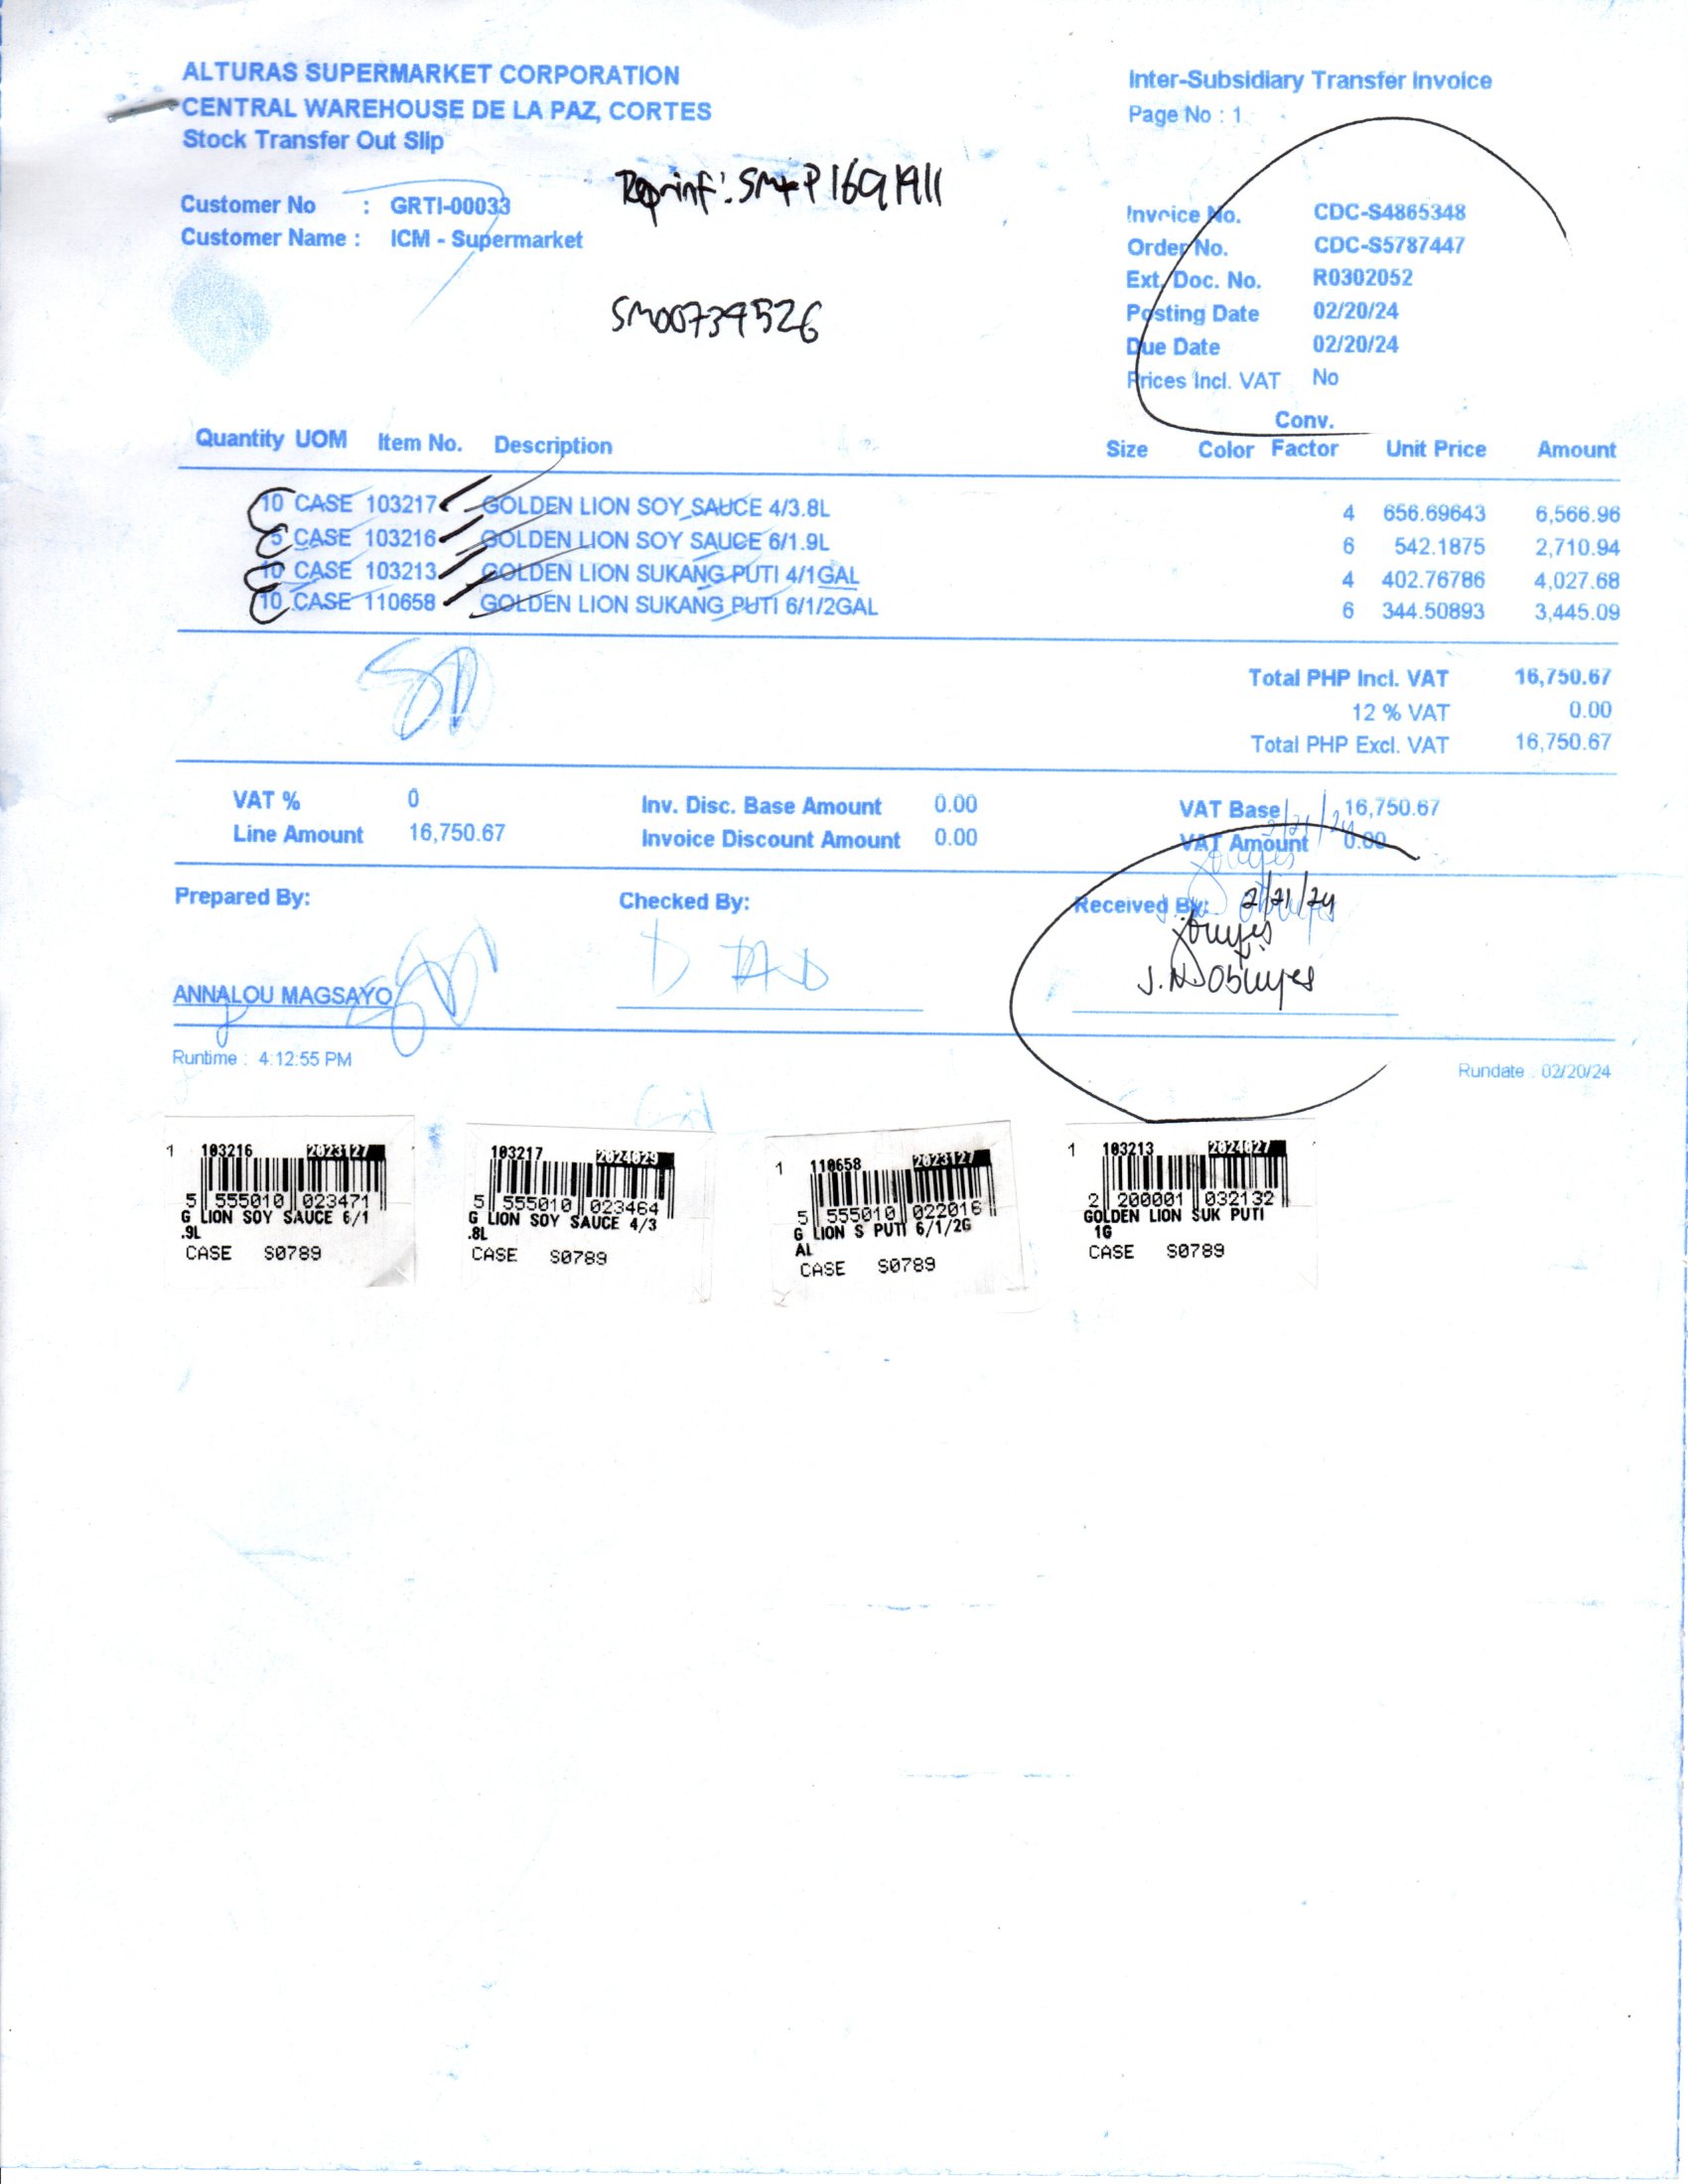 ALTURAS SUPERMARKET CORPORATION
CENTRAL WAREHOUSE DE LA PAZ, CORTES
Stock Transfer Out Slip
Inter-Subsidiary Transfer Invoice
Page No : 1
Reprint: SM+P1691911
Customer No : GRTI-00033
Customer Name : ICM - Supermarket
SM00739526
Invoice No. CDC-S4865348
Order No. CDC-S5787447
Ext. Doc. No. R0302052
Posting Date 02/20/24
Due Date 02/20/24
Prices Incl. VAT No
Quantity UOM Item No. Description Size Color Conv. Factor Unit Price Amount
10 CASE 103217 GOLDEN LION SOY SAUCE 4/3.8L 4 656.69643 6,566.96
5 CASE 103216 GOLDEN LION SOY SAUCE 6/1.9L 6 542.1875 2,710.94
10 CASE 103213 GOLDEN LION SUKANG PUTI 4/1GAL 4 402.76786 4,027.68
10 CASE 110658 GOLDEN LION SUKANG PUTI 6/1/2GAL 6 344.50893 3,445.09
Total PHP Incl. VAT 16,750.67
12 % VAT 0.00
Total PHP Excl. VAT 16,750.67
VAT % 0 Inv. Disc. Base Amount 0.00 VAT Base 16,750.67
Line Amount 16,750.67 Invoice Discount Amount 0.00 VAT Amount 0.00
Prepared By: Checked By: Received By: 2/21/24
ANNALOU MAGSAYO
Runtime : 4:12:55 PM Rundate : 02/20/24
1 103216 2023127
5 555010 023471
G LION SOY SAUCE 6/1
.9L
CASE S0789
103217 2024029
5 555010 023464
G LION SOY SAUCE 4/3
.8L
CASE S0789
1 110658 2023127
5 555010 022016
G LION S PUTI 6/1/2G
AL
CASE S0789
1 103213 2024027
2 200001 032132
GOLDEN LION SUK PUTI
1G
CASE S0789